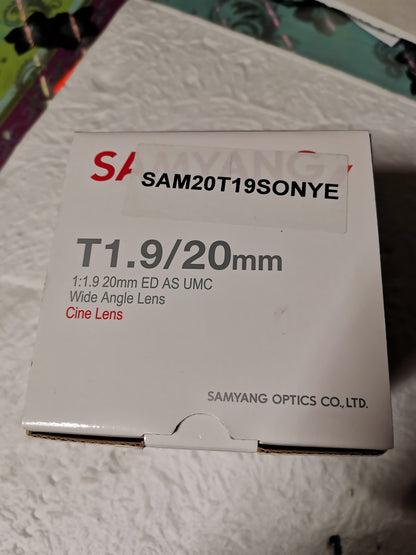 SAMYANG
SAM20T19SONYE
T1.9/20mm
1:1.9 20mm ED AS UMC
Wide Angle Lens
Cine Lens
SAMYANG OPTICS CO., LTD.